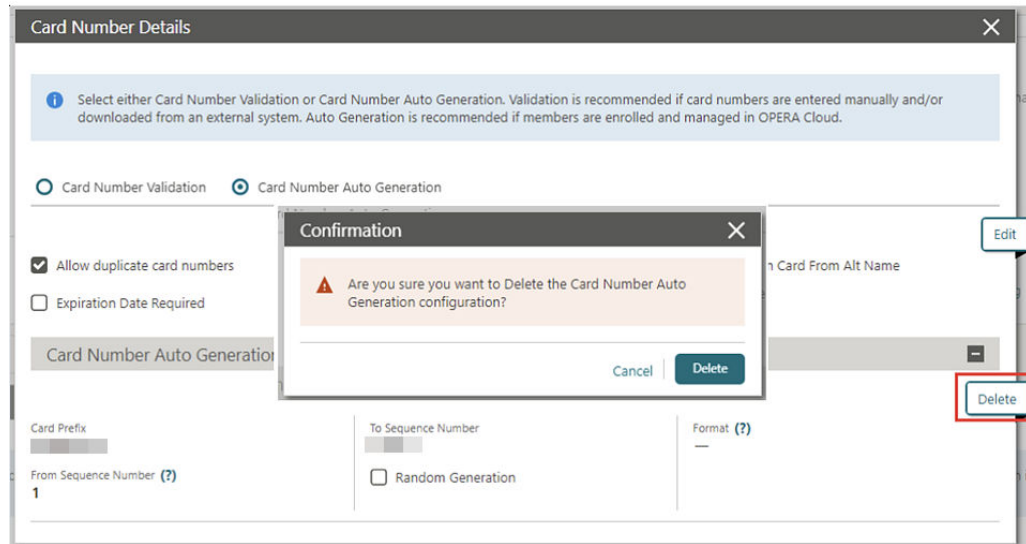 Card Number Details
Select either Card Number Validation or Card Number Auto Generation. Validation is recommended if card numbers are entered manually and/or
downloaded from an external system. Auto Generation is recommended if members are enrolled and managed in OPERA Cloud.
Card Number Validation
Card Number Auto Generation
Confirmation
Edit
Allow duplicate card numbers
Are you sure you want to Delete the Card Number Auto
Generation configuration?
Card From Alt Name
Expiration Date Required
Card Number Auto Generation
Cancel
Delete
Delete
Card Prefix
To Sequence Number
Format (?)
—
From Sequence Number (?)
1
Random Generation